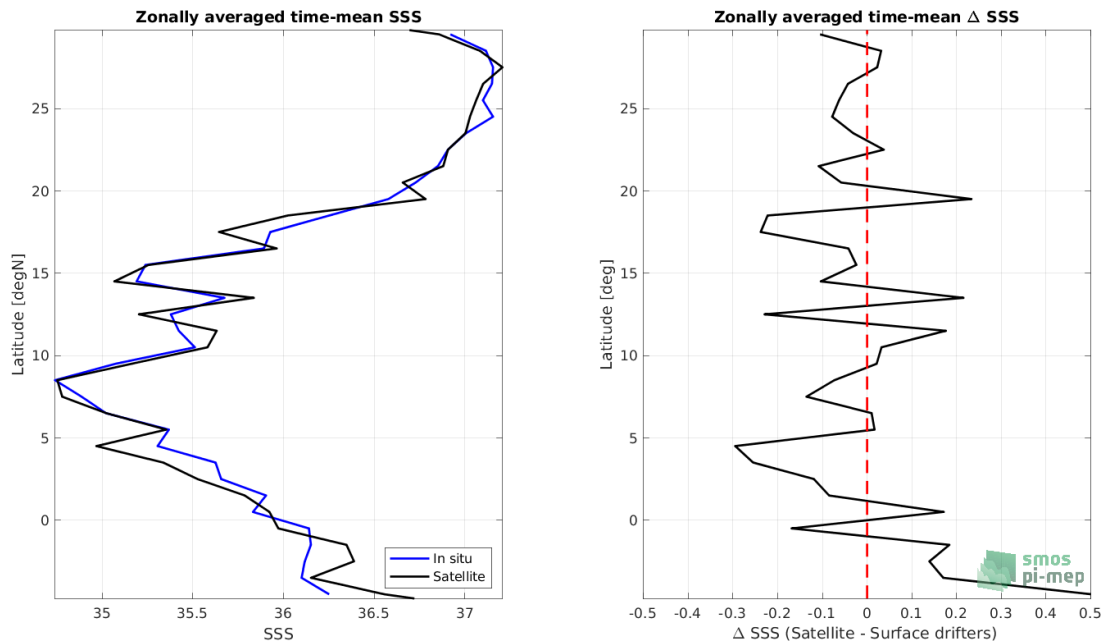 Zonally averaged time-mean SSS
Latitude [degN]
25
20
15
10
5
0
35
35.5
36
36.5
37
SSS
In situ
Satellite
Zonally averaged time-mean Δ SSS
Latitude [deg]
25
20
15
10
5
0
-0.5
-0.4
-0.3
-0.2
-0.1
0
0.1
0.2
0.3
0.4
0.5
Δ SSS (Satellite - Surface drifters)
smos
pi-mep